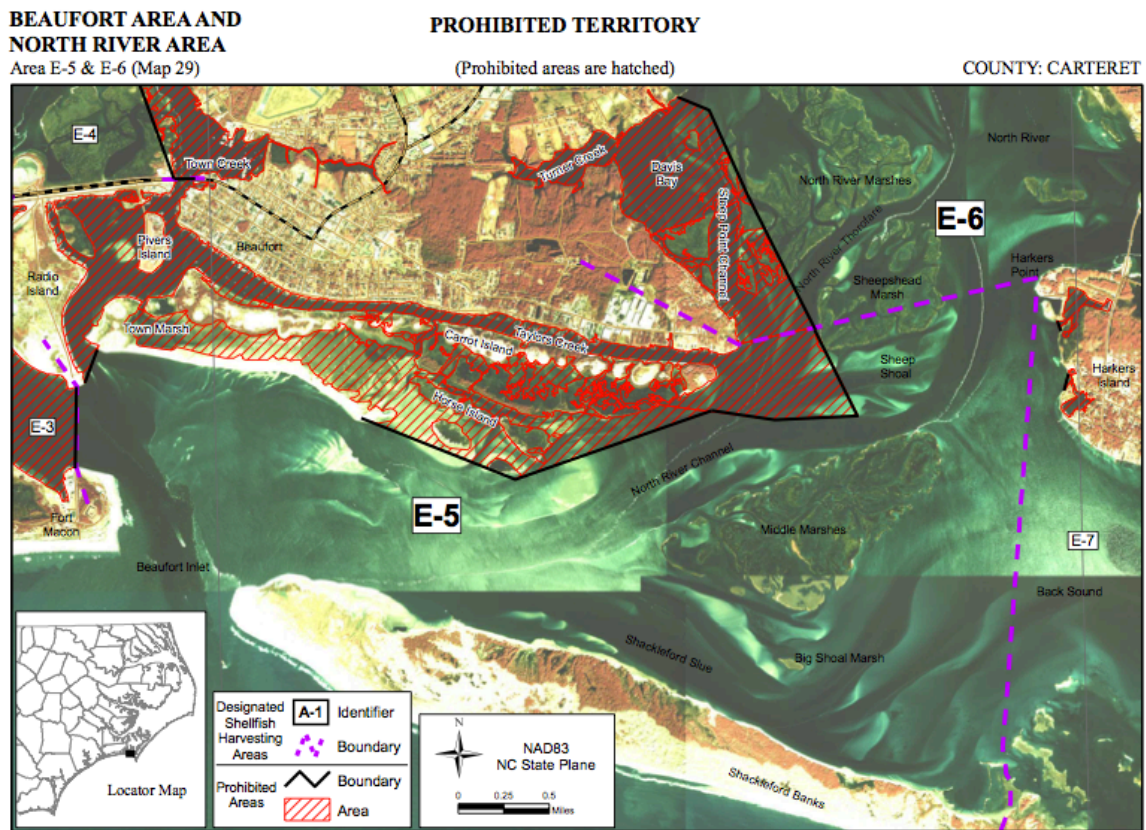 BEAUFORT AREA AND
NORTH RIVER AREA
Area E-5 & E-6 (Map 29)
PROHIBITED TERRITORY
(Prohibited areas are hatched)
COUNTY: CARTERET
E-4
Town Creek
Turner Creek
Davis
Bay
North River
North River Marshes
Steep Point Channel
E-6
Pivers
Island
Beaufort
North River Thorofare
Radio
Island
Harkers
Point
Sheepshead
Marsh
Town Marsh
Carrot Island
Taylors Creek
Sheep
Shoal
Harkers
Island
Horse Island
E-3
North River Channel
E-5
Fort
Macon
Middle Marshes
E-7
Beaufort Inlet
Back Sound
Shackleford Slue
Big Shoal Marsh
Shackleford Banks
Locator Map
Designated
Shellfish
Harvesting
Areas
A-1 Identifier
Boundary
Prohibited
Areas
Boundary
Area
N
NAD83
NC State Plane
0 0.25 0.5
Miles